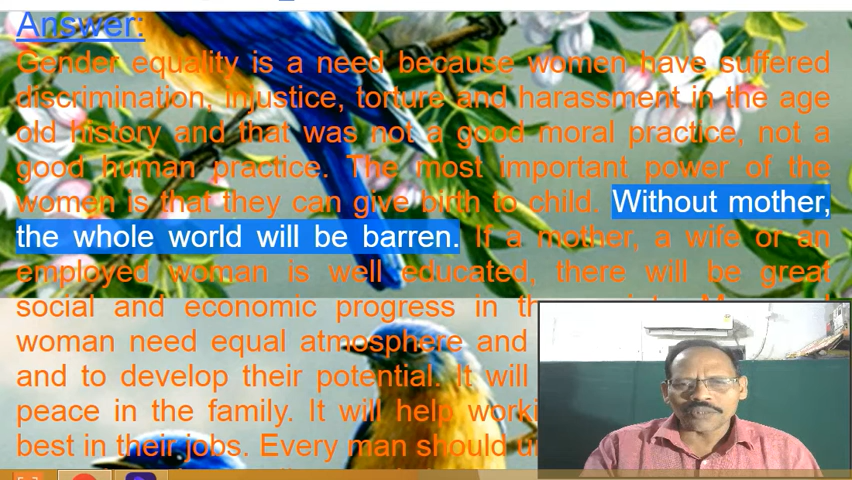 Answer:
Gender equality is a need because women have suffered
discrimination, injustice, torture and harassment in the age
old history and that was not a good moral practice, not a
good human practice. The most important power of the
women is that they can give birth to child. Without mother,
the whole world will be barren. If a mother, a wife or an
employed woman is well educated, there will be great
social and economic progress in
woman need equal atmosphere and
and to develop their potential. It will
peace in the family. It will help
best in their jobs. Every man should